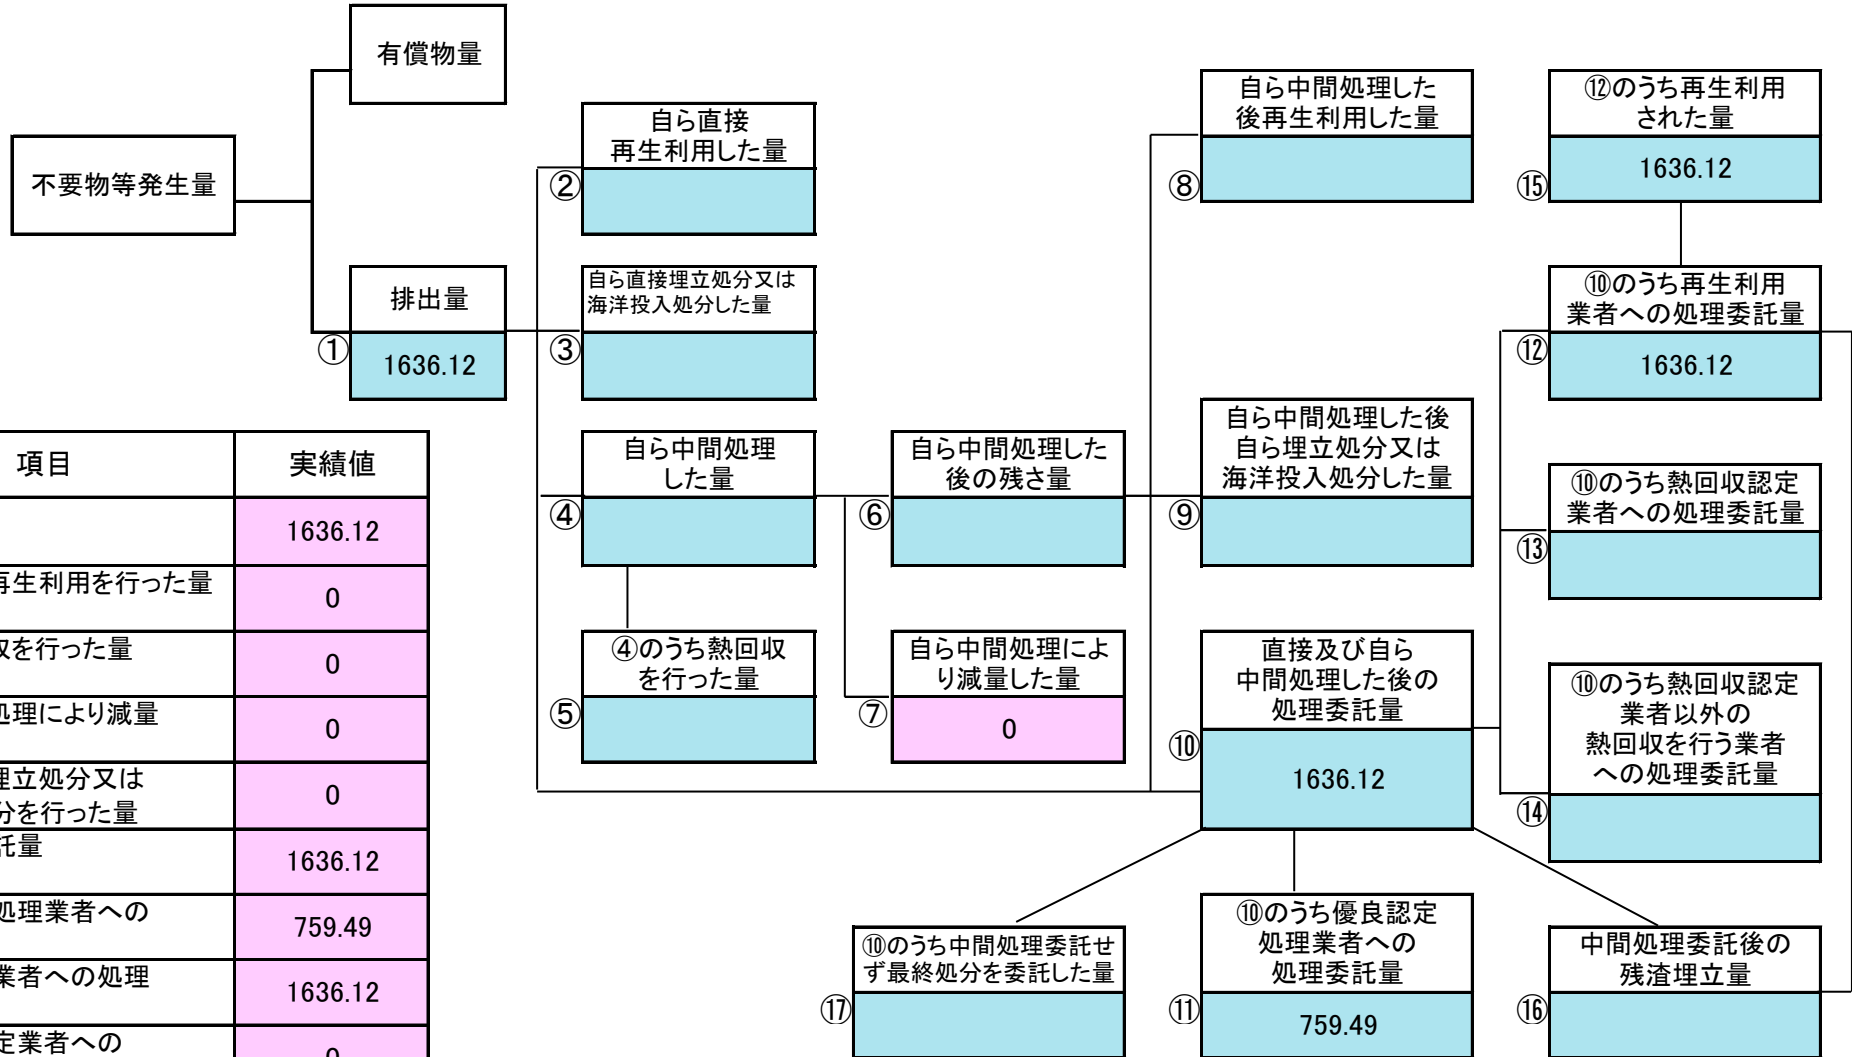 有償物量
不要物等発生量
排出量
①
1636.12
自ら直接
再生利用した量
②
自ら直接埋立処分又は
海洋投入処分した量
③
自ら中間処理
した量
④
④のうち熱回収
を行った量
⑤
自ら中間処理した
後の残さ量
⑥
自ら中間処理によ
り減量した量
⑦
0
自ら中間処理した
後再生利用した量
⑧
自ら中間処理した後
自ら埋立処分又は
海洋投入処分した量
⑨
直接及び自ら
中間処理した後の
処理委託量
⑩
1636.12
⑫のうち再生利用
された量
⑮
1636.12
⑩のうち再生利用
業者への処理委託量
⑫
1636.12
⑩のうち熱回収認定
業者への処理委託量
⑬
⑩のうち熱回収認定
業者以外の
熱回収を行う業者
への処理委託量
⑭
⑩のうち中間処理委託せ
ず最終処分を委託した量
⑰
⑩のうち優良認定
処理業者への
処理委託量
⑪
759.49
中間処理委託後の
残渣埋立量
⑯
項目 実績値
1636.12
再生利用を行った量 0
を行った量 0
処理により減量 0
埋立処分又は
分を行った量 0
託量 1636.12
処理業者への 759.49
業者への処理 1636.12
定業者への 0